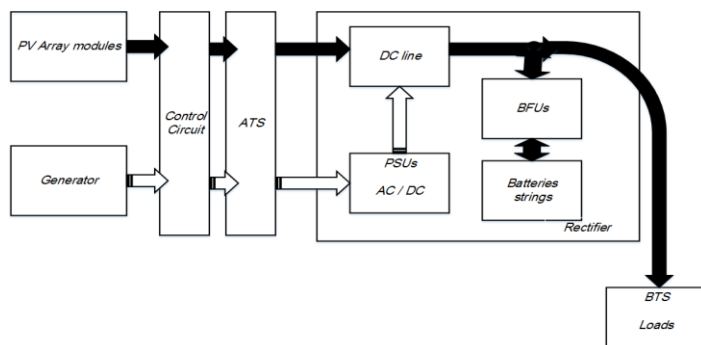 PV Array modules
DC line
Control
Circuit
ATS
BFUs
Generator
PSUs
AC / DC
Batteries
strings
Rectifier
BTS
Loads